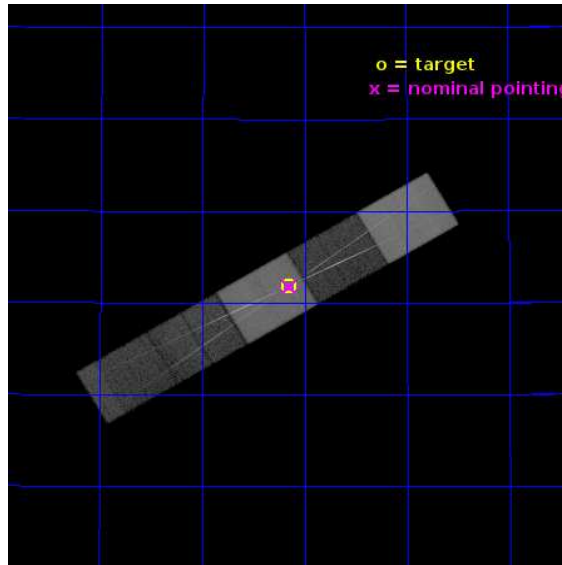 o = target
x = nominal pointing